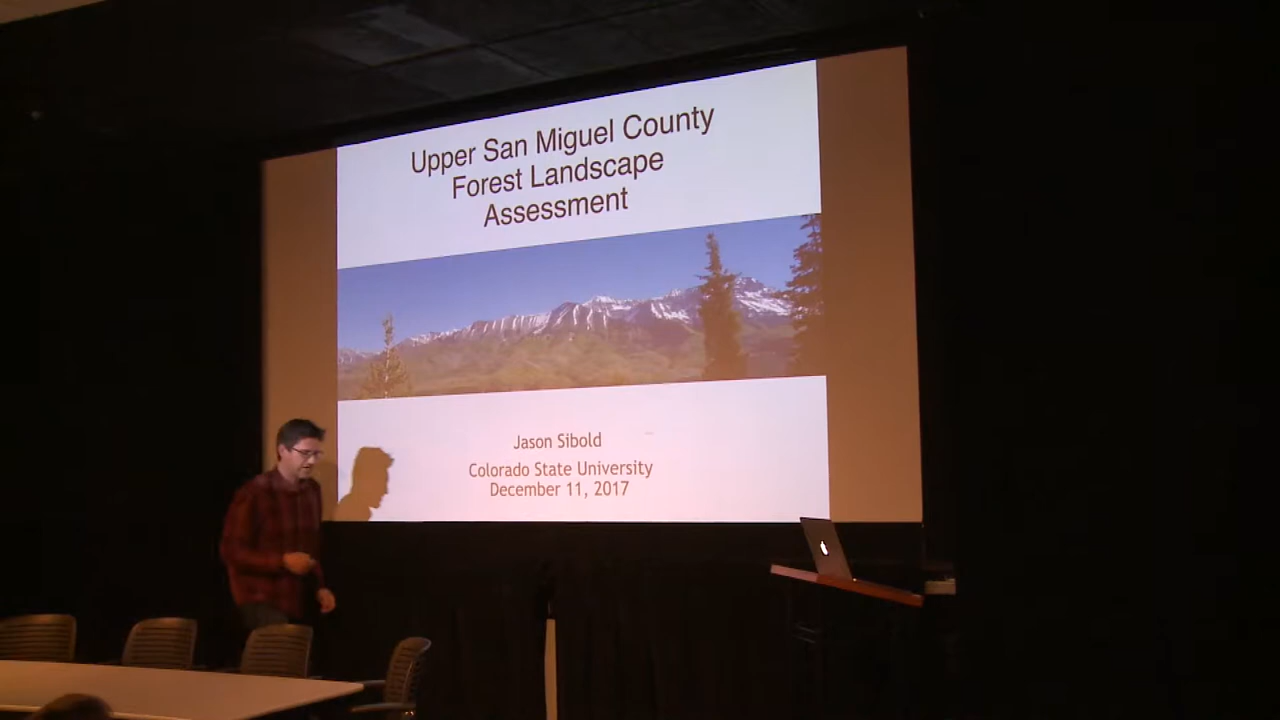 Upper San Miguel County
Forest Landscape
Assessment
Jason Sibold
Colorado State University
December 11, 2017